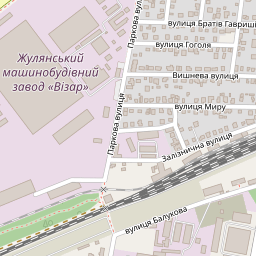 Паркова вулиця
вулиця Братів Гавриші
вулиця Гоголя
Вишнева вулиця
Жулянський
машинобудівний
завод «Візар»
вулиця Миру
Паркова вулиця
Залізнична вулиця
вулиця Балукова